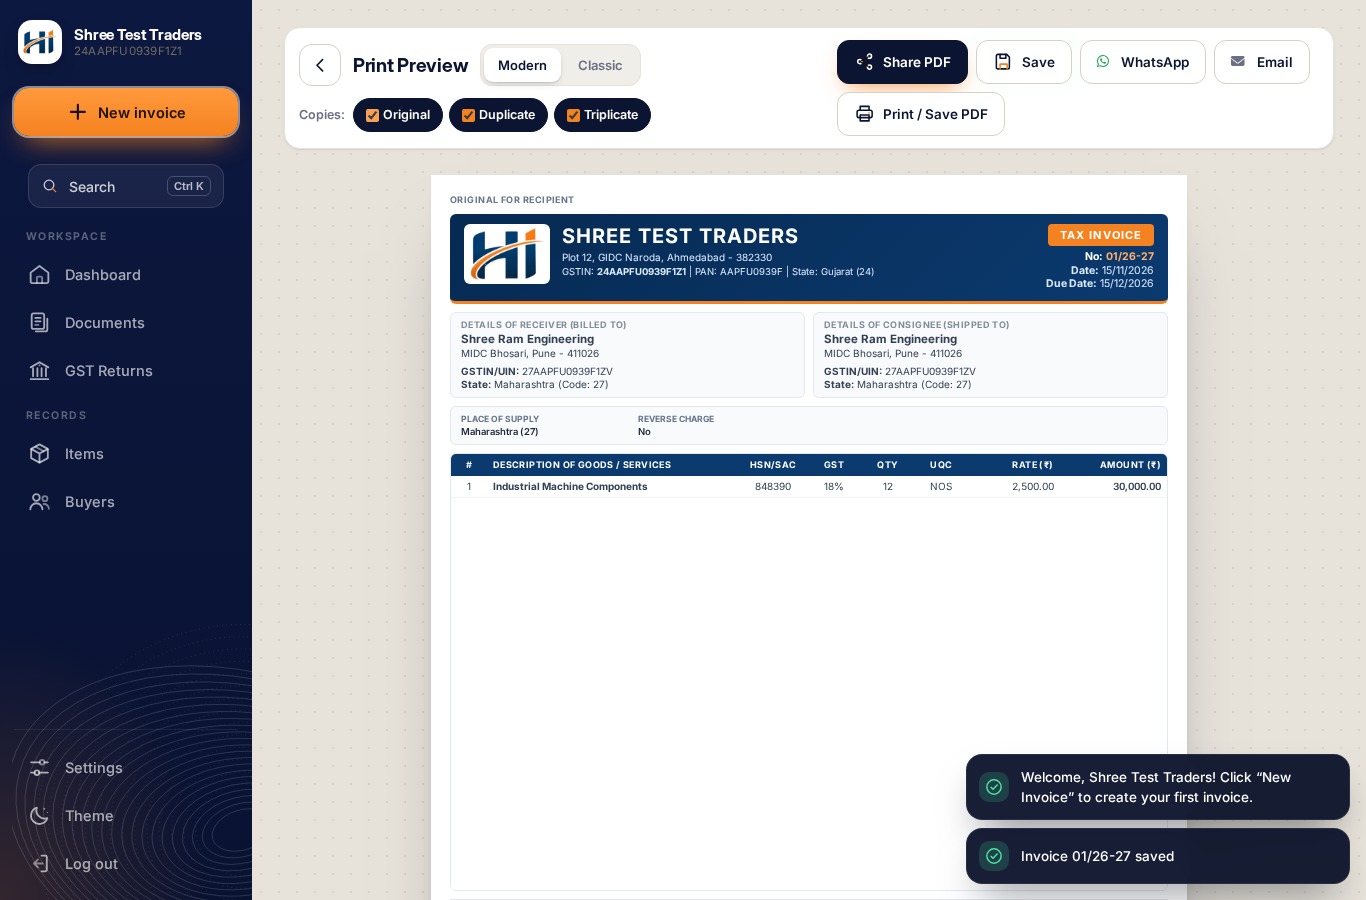 Hi
Shree Test Traders
24AAPFU0939F1Z1
New invoice
Search
Ctrl K
WORKSPACE
Dashboard
Documents
GST Returns
RECORDS
Items
Buyers
Settings
Theme
Log out
Print Preview
Modern
Classic
Copies:
Original
Duplicate
Triplicate
Share PDF
Save
WhatsApp
Email
Print / Save PDF
ORIGINAL FOR RECIPIENT
Hi
SHREE TEST TRADERS
Plot 12, GIDC Naroda, Ahmedabad - 382330
GSTIN: 24AAPFU0939F1Z1 | PAN: AAPFU0939F | State: Gujarat (24)
TAX INVOICE
No: 01/26-27
Date: 15/11/2026
Due Date: 15/12/2026
DETAILS OF RECEIVER (BILLED TO)
Shree Ram Engineering
MIDC Bhosari, Pune - 411026
GSTIN/UIN: 27AAPFU0939F1ZV
State: Maharashtra (Code: 27)
DETAILS OF CONSIGNEE (SHIPPED TO)
Shree Ram Engineering
MIDC Bhosari, Pune - 411026
GSTIN/UIN: 27AAPFU0939F1ZV
State: Maharashtra (Code: 27)
PLACE OF SUPPLY
Maharashtra (27)
REVERSE CHARGE
No
# DESCRIPTION OF GOODS / SERVICES HSN/SAC GST QTY UQC RATE (₹) AMOUNT (₹)
1 Industrial Machine Components 848390 18% 12 NOS 2,500.00 30,000.00
Welcome, Shree Test Traders! Click “New
Invoice” to create your first invoice.
Invoice 01/26-27 saved